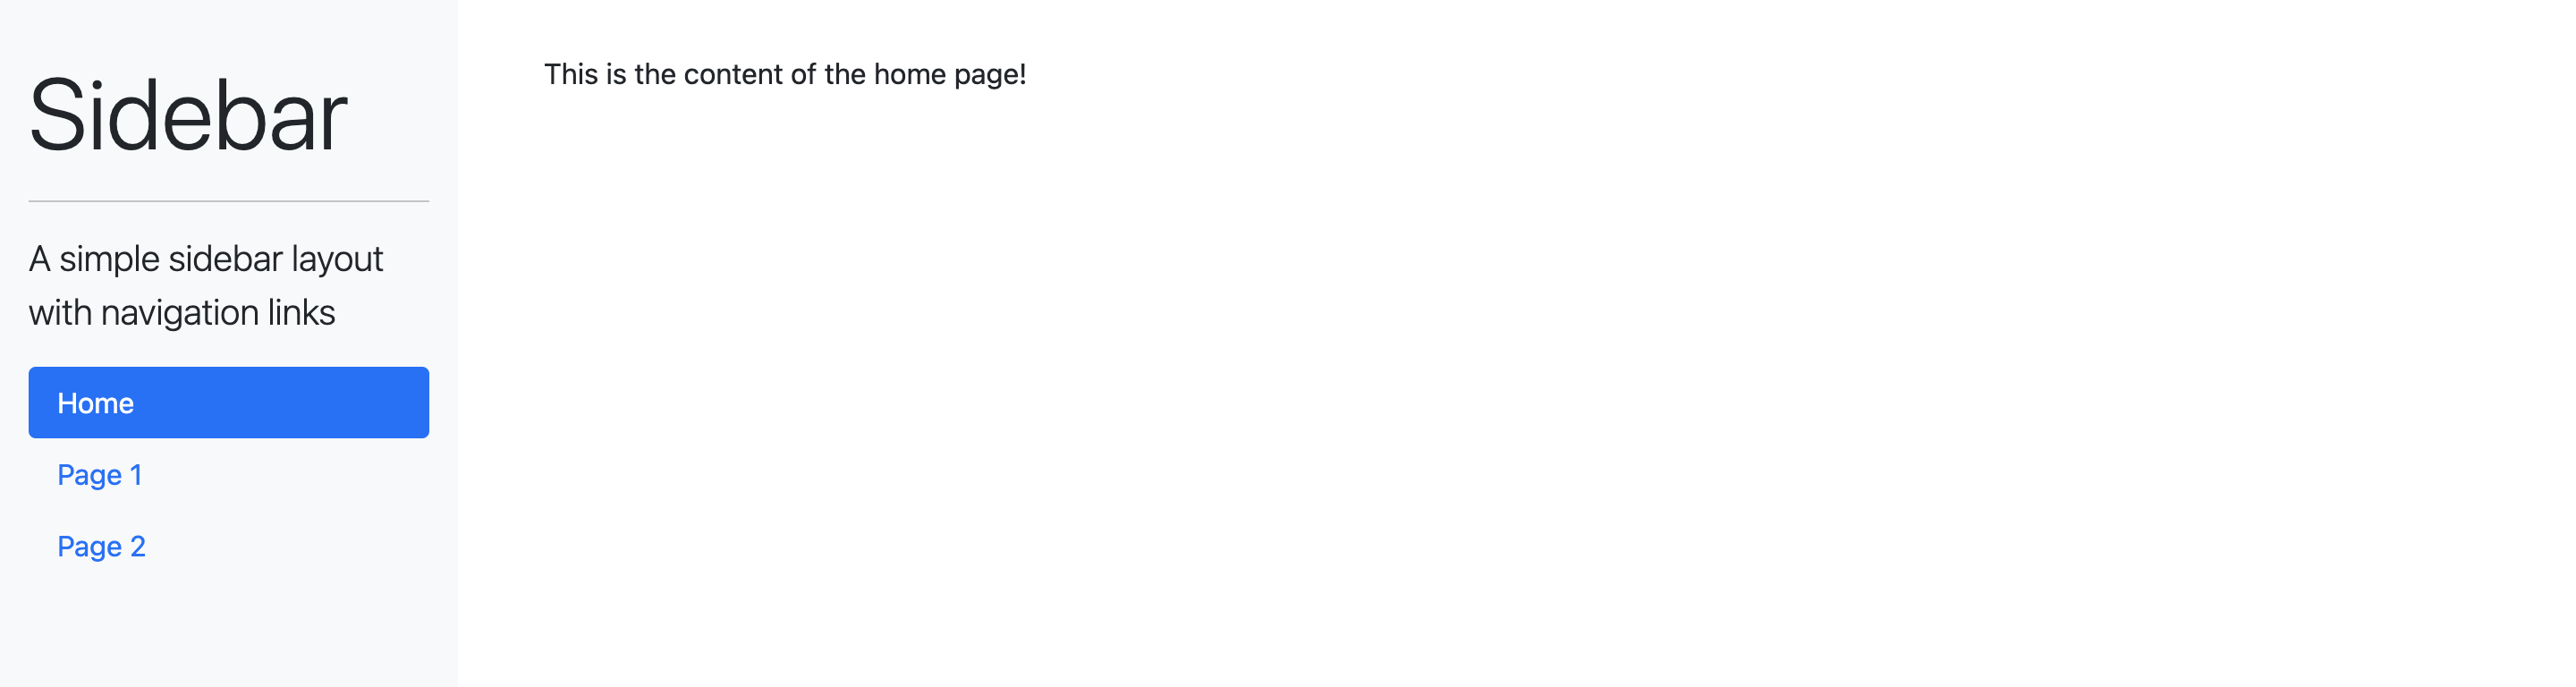 Sidebar
A simple sidebar layout
with navigation links
Home
Page 1
Page 2
This is the content of the home page!